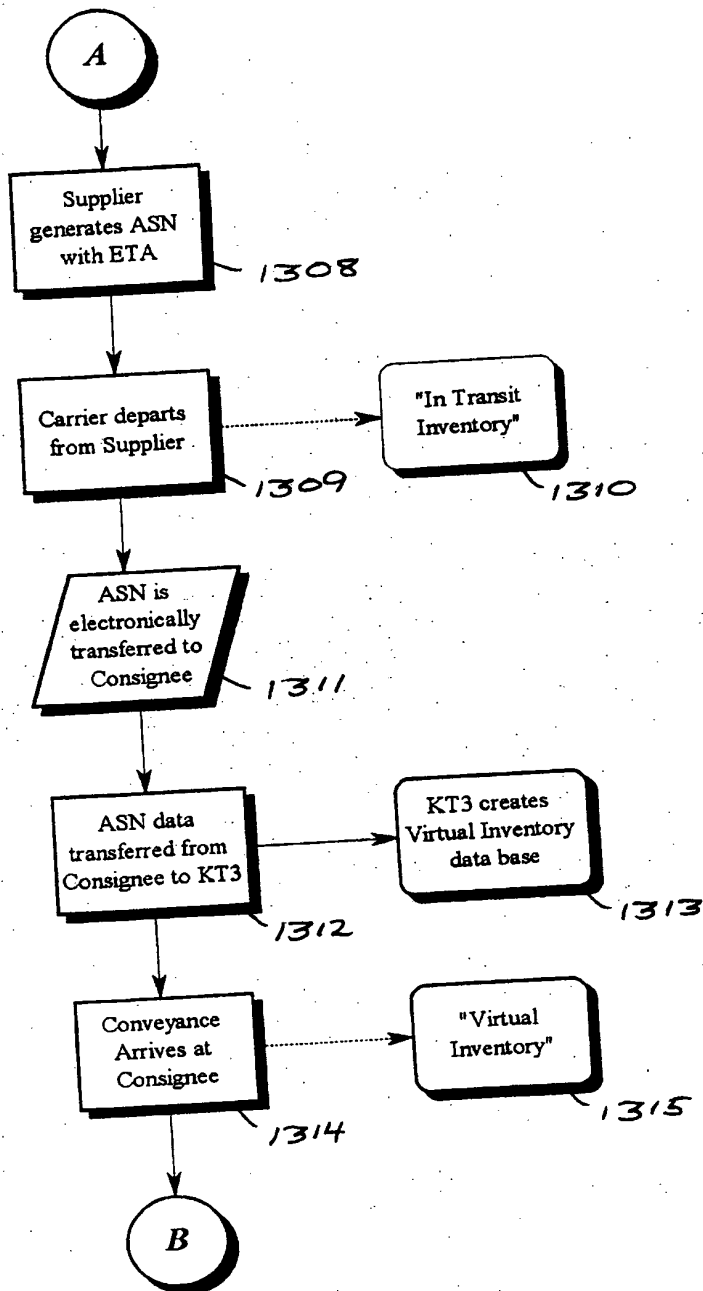 A
Supplier
generates ASN
with ETA
1308
Carrier departs
from Supplier
1309
"In Transit
Inventory"
1310
ASN is
electronically
transferred to
Consignee
1311
ASN data
transferred from
Consignee to KT3
1312
KT3 creates
Virtual Inventory
data base
1313
Conveyance
Arrives at
Consignee
1314
"Virtual
Inventory"
1315
B